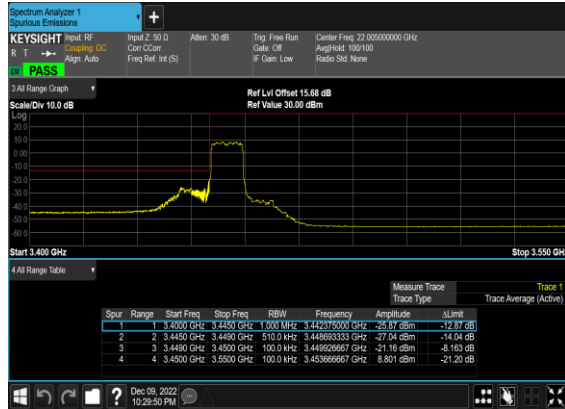 Spectrum Analyzer 1
Spurious Emissions
+
KEYSIGHT Input: RF Input Z: 50 Ω Atten: 30 dB Trig: Free Run Center Freq: 22.005000000 GHz
R T Coupling: DC Corr CCorr Gate: Off Avg|Hold: 100/100
Align: Auto Freq Ref: Int (S) IF Gain: Low Radio Std: None
PASS
3 All Range Graph
Ref Lvl Offset 15.68 dB
Scale/Div 10.0 dB Ref Value 30.00 dBm
Log
20.0
10.0
0.00
-10.0
-20.0
-30.0
-40.0
-50.0
-60.0
Start 3.400 GHz Stop 3.550 GHz
4 All Range Table
Measure Trace Trace 1
Trace Type Trace Average (Active)
Spur Range Start Freq Stop Freq RBW Frequency Amplitude ΔLimit
1 1 3.4000 GHz 3.4450 GHz 1.000 MHz 3.442375000 GHz -25.87 dBm -12.87 dB
2 2 3.4450 GHz 3.4490 GHz 510.0 kHz 3.448693333 GHz -27.04 dBm -14.04 dB
3 3 3.4490 GHz 3.4500 GHz 100.0 kHz 3.449926667 GHz -21.16 dBm -8.163 dB
4 4 3.4500 GHz 3.5500 GHz 100.0 kHz 3.453666667 GHz 8.801 dBm -21.20 dB
? Dec 09, 2022
10:29:50 PM